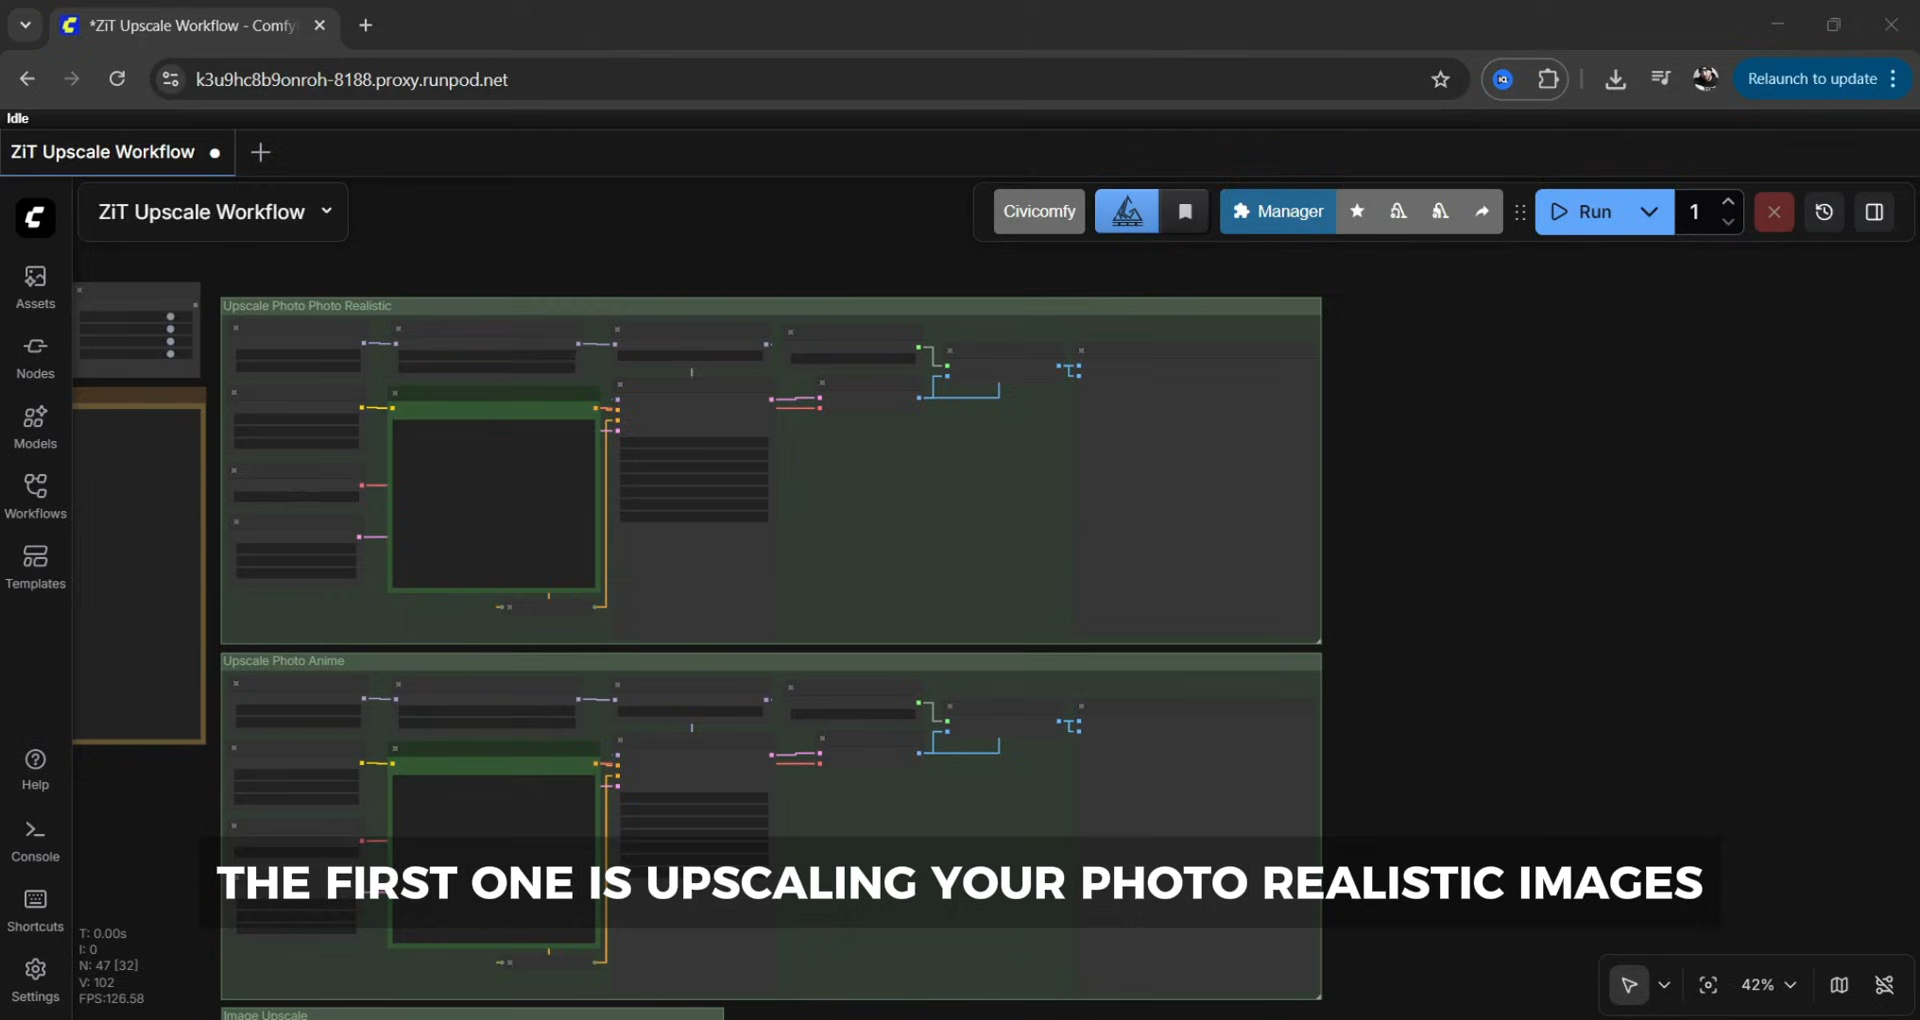 *ZiT Upscale Workflow - Comfy
k3u9hc8b9onroh-8188.proxy.runpod.net
Relaunch to update
Idle
ZiT Upscale Workflow
ZiT Upscale Workflow
Civicomfy
Manager
Run
1
Assets
Nodes
Models
Workflows
Templates
Help
Console
Shortcuts
Settings
Upscale Photo Photo Realistic
Upscale Photo Anime
THE FIRST ONE IS UPSCALING YOUR PHOTO REALISTIC IMAGES
T: 0.00s
I: 0
N: 47 [32]
V: 102
FPS:126.58
Image Upscale
42%